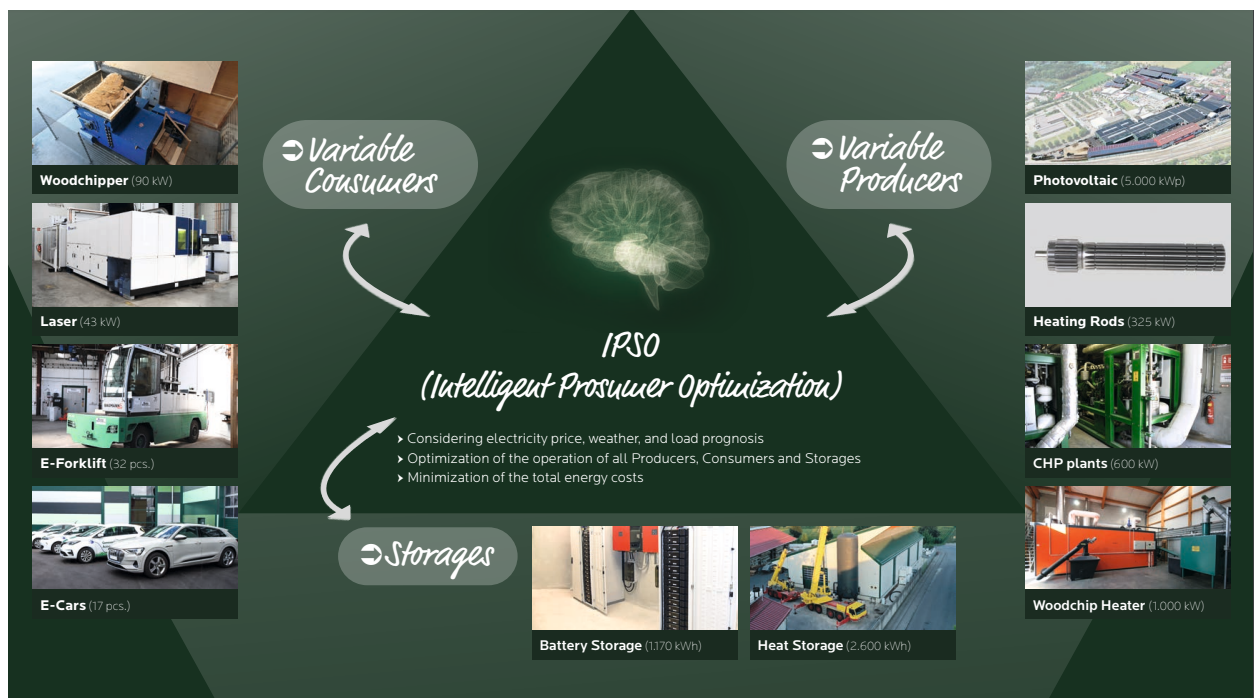 Variable
Consumers
Variable
Producers
Woodchipper (90 kW)
Laser (43 kW)
E-Forklift (32 pcs.)
E-Cars (17 pcs.)
IPSO
(Intelligent Prosumer Optimization)
› Considering electricity price, weather, and load prognosis
› Optimization of the operation of all Producers, Consumers and Storages
› Minimization of the total energy costs
Storages
Battery Storage (1.170 kWh)
Heat Storage (2.600 kWh)
Photovoltaic (5.000 kWp)
Heating Rods (325 kW)
CHP plants (600 kW)
Woodchip Heater (1.000 kW)